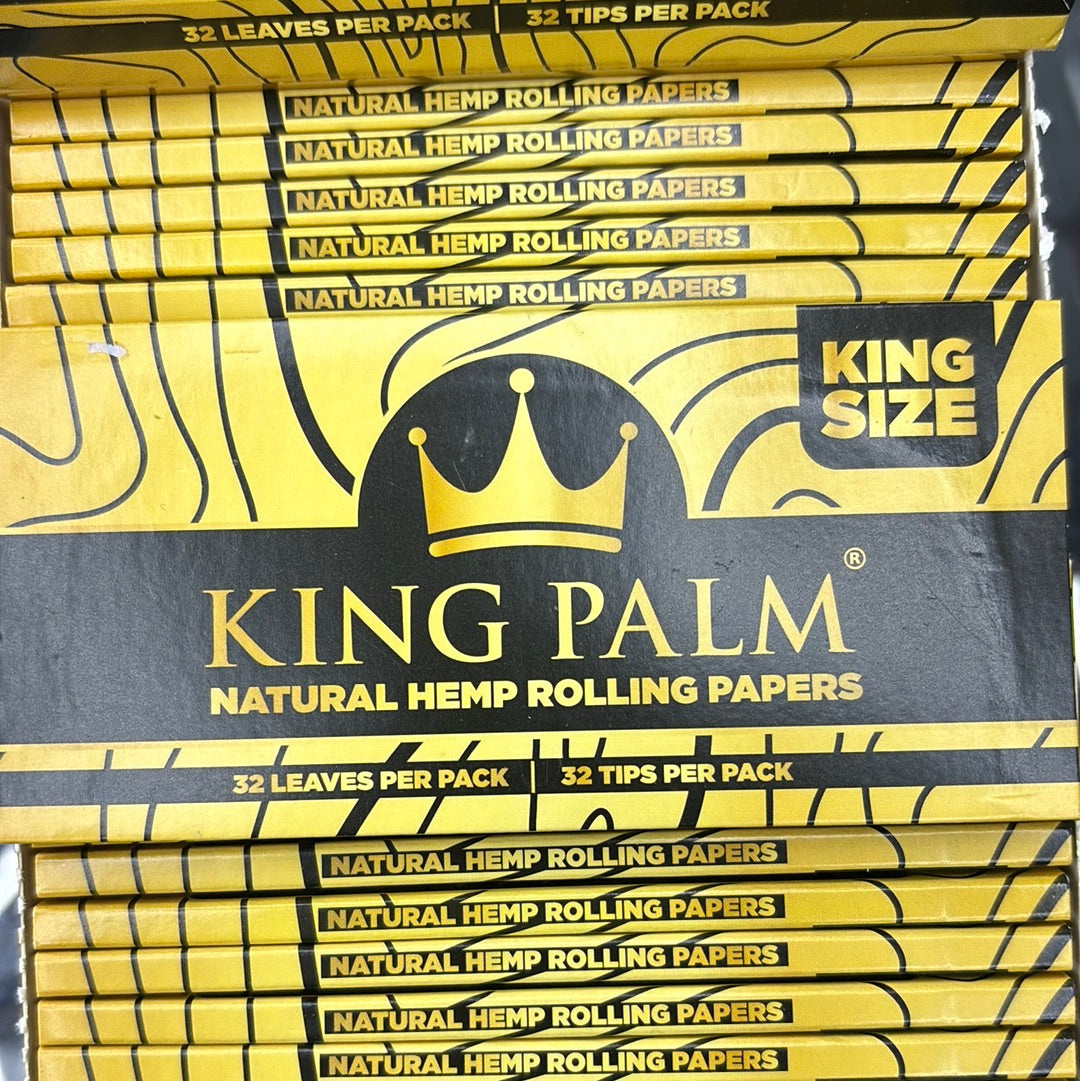 32 LEAVES PER PACK | 32 TIPS PER PACK
NATURAL HEMP ROLLING PAPERS
NATURAL HEMP ROLLING PAPERS
NATURAL HEMP ROLLING PAPERS
NATURAL HEMP ROLLING PAPERS
NATURAL HEMP ROLLING PAPERS
KING
SIZE
KING PALM®
NATURAL HEMP ROLLING PAPERS
32 LEAVES PER PACK | 32 TIPS PER PACK
NATURAL HEMP ROLLING PAPERS
NATURAL HEMP ROLLING PAPERS
NATURAL HEMP ROLLING PAPERS
NATURAL HEMP ROLLING PAPERS
NATURAL HEMP ROLLING PAPERS